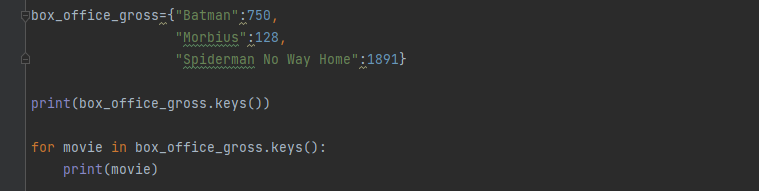 box_office_gross={"Batman":750,
"Morbius":128,
"Spiderman No Way Home":1891}
print(box_office_gross.keys())
for movie in box_office_gross.keys():
print(movie)